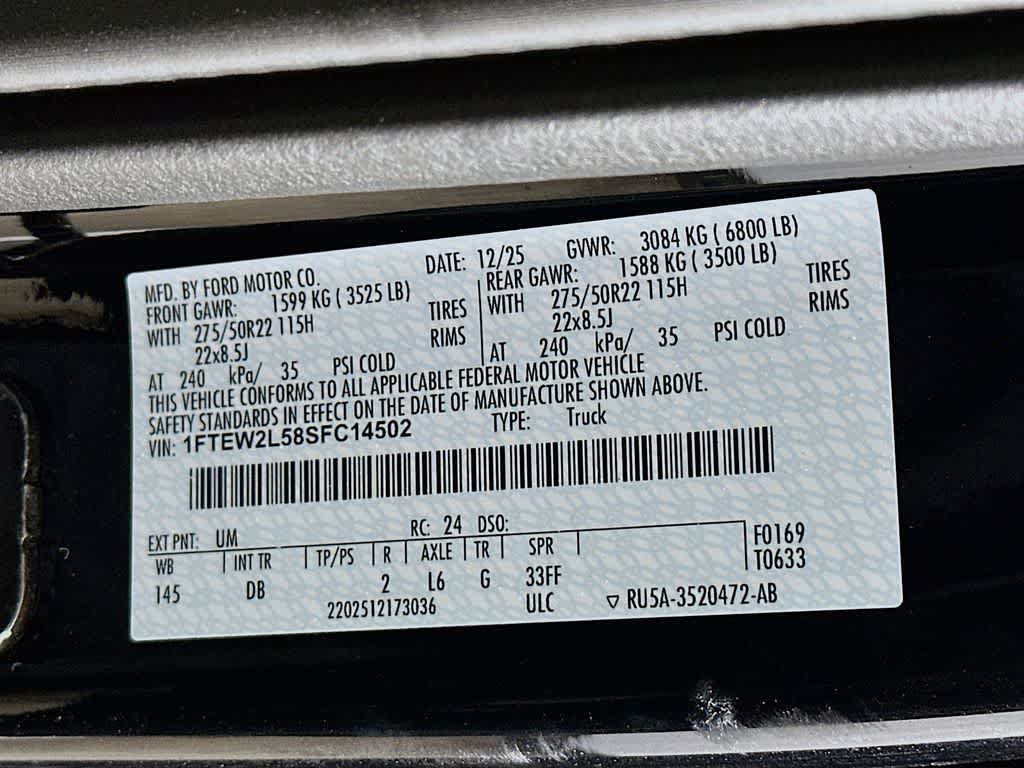 MFD. BY FORD MOTOR CO. DATE: 12/25 GVWR: 3084 KG ( 6800 LB)
FRONT GAWR: 1599 KG ( 3525 LB) REAR GAWR: 1588 KG ( 3500 LB)
WITH 275/50R22 115H TIRES WITH 275/50R22 115H TIRES
22x8.5J RIMS 22x8.5J RIMS
AT 240 kPa/ 35 PSI COLD AT 240 kPa/ 35 PSI COLD
THIS VEHICLE CONFORMS TO ALL APPLICABLE FEDERAL MOTOR VEHICLE
SAFETY STANDARDS IN EFFECT ON THE DATE OF MANUFACTURE SHOWN ABOVE.
VIN: 1FTEW2L58SFC14502 TYPE: Truck
EXT PNT: UM RC: 24 DSO: F0169
WB INT TR TP/PS R AXLE TR SPR T0633
145 DB 2 L6 G 33FF
2202512173036 ULC ▽ RU5A-3520472-AB